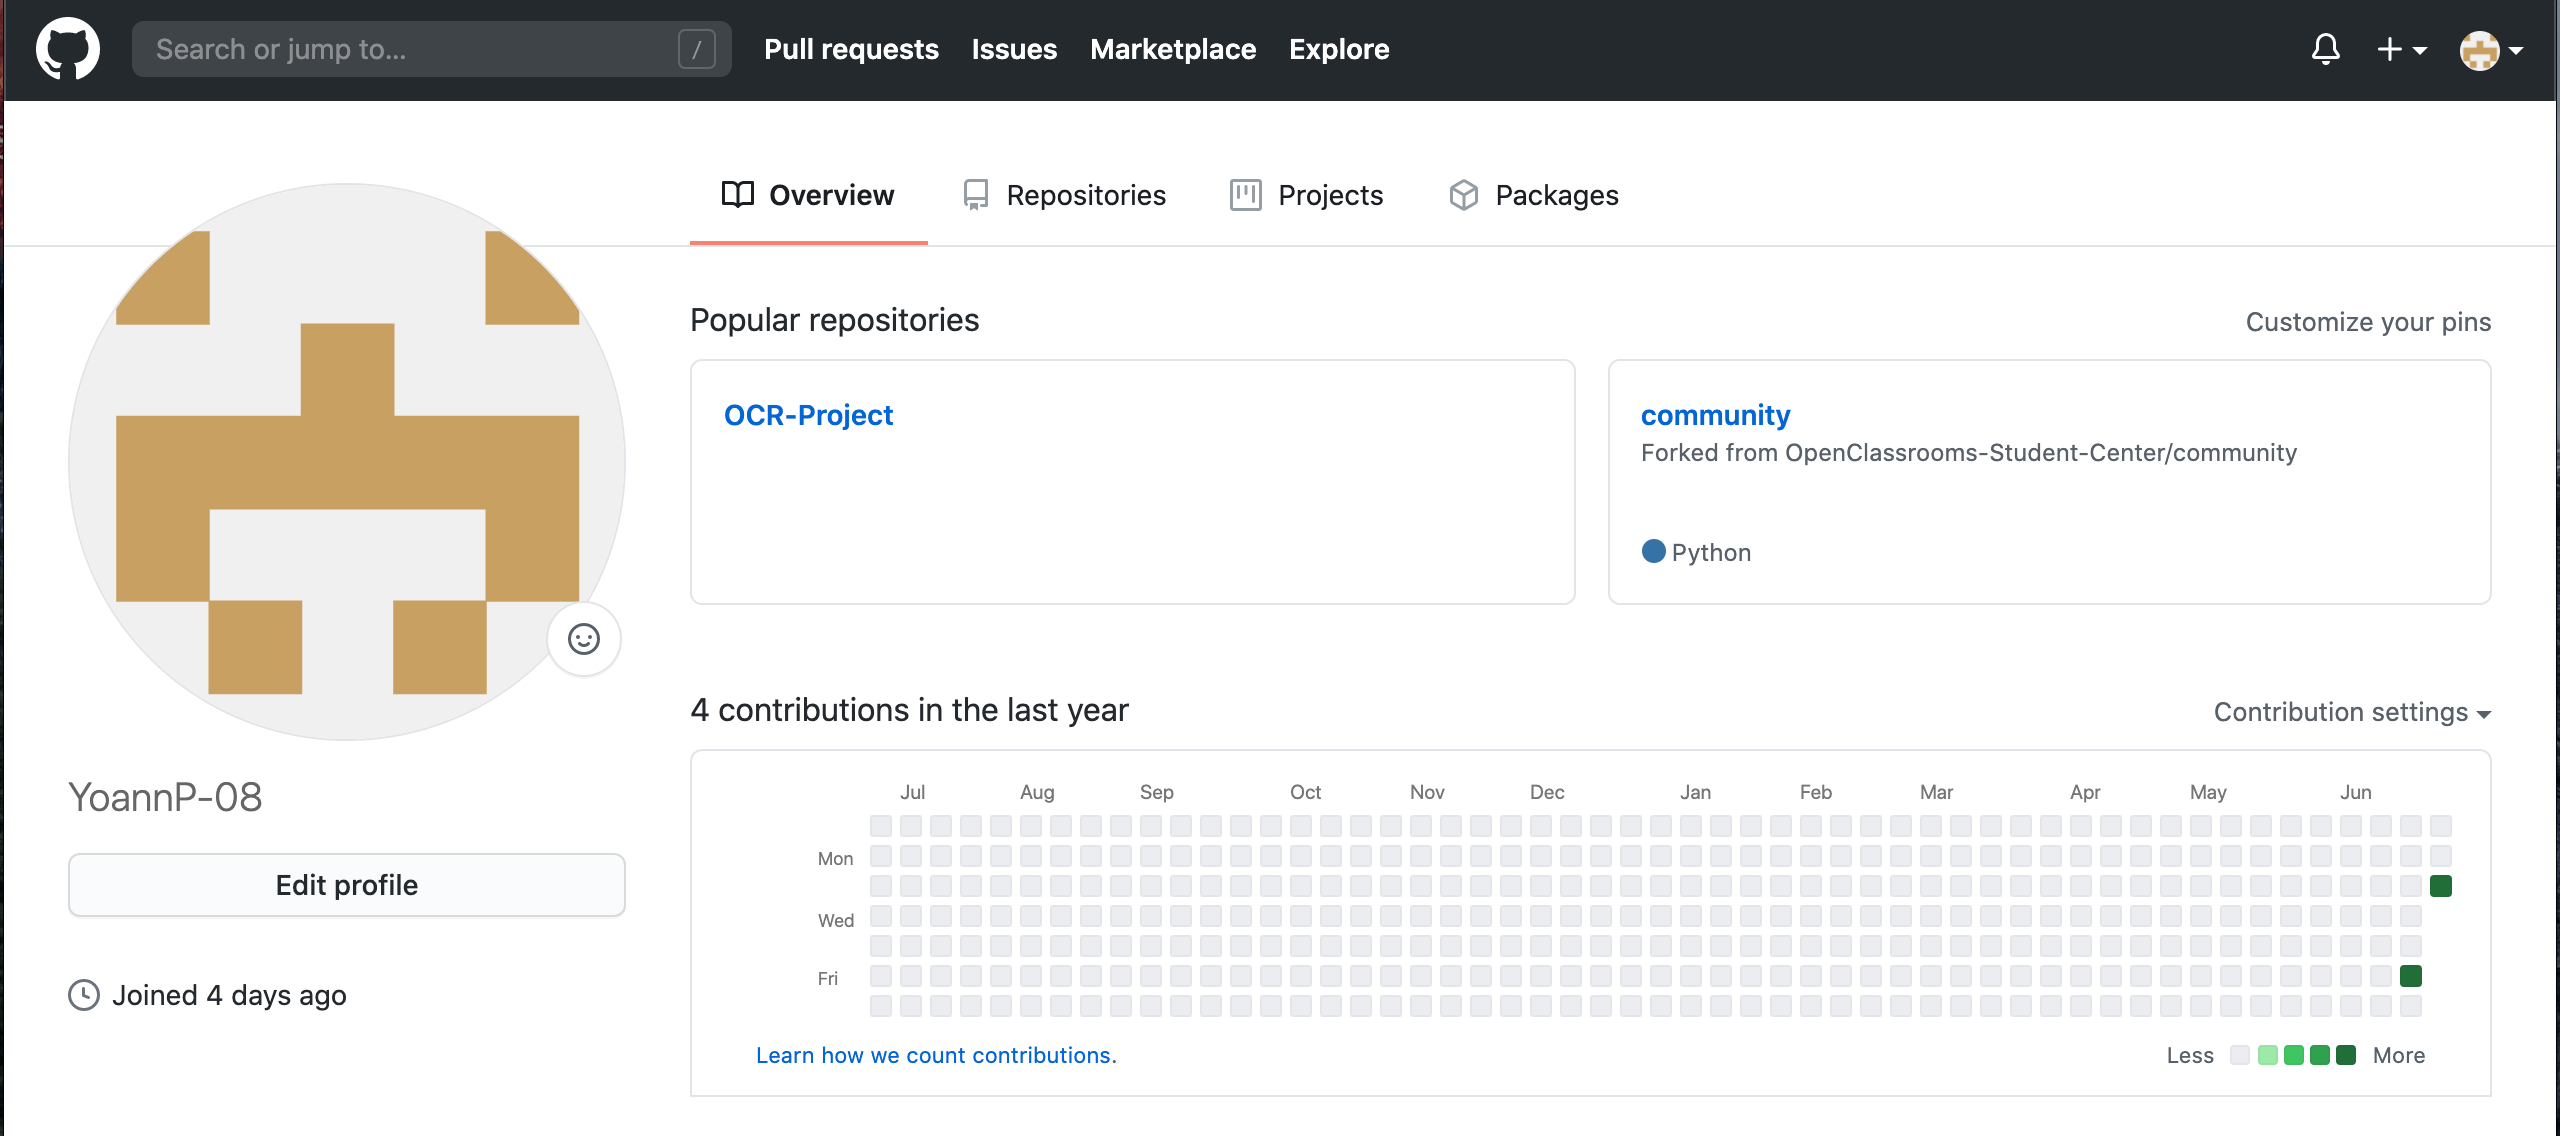 Search or jump to... / Pull requests Issues Marketplace Explore
Overview Repositories Projects Packages
Popular repositories Customize your pins
OCR-Project
community
Forked from OpenClassrooms-Student-Center/community
Python
4 contributions in the last year Contribution settings
Jul Aug Sep Oct Nov Dec Jan Feb Mar Apr May Jun
Mon
Wed
Fri
Learn how we count contributions. Less More
YoannP-08
Edit profile
Joined 4 days ago